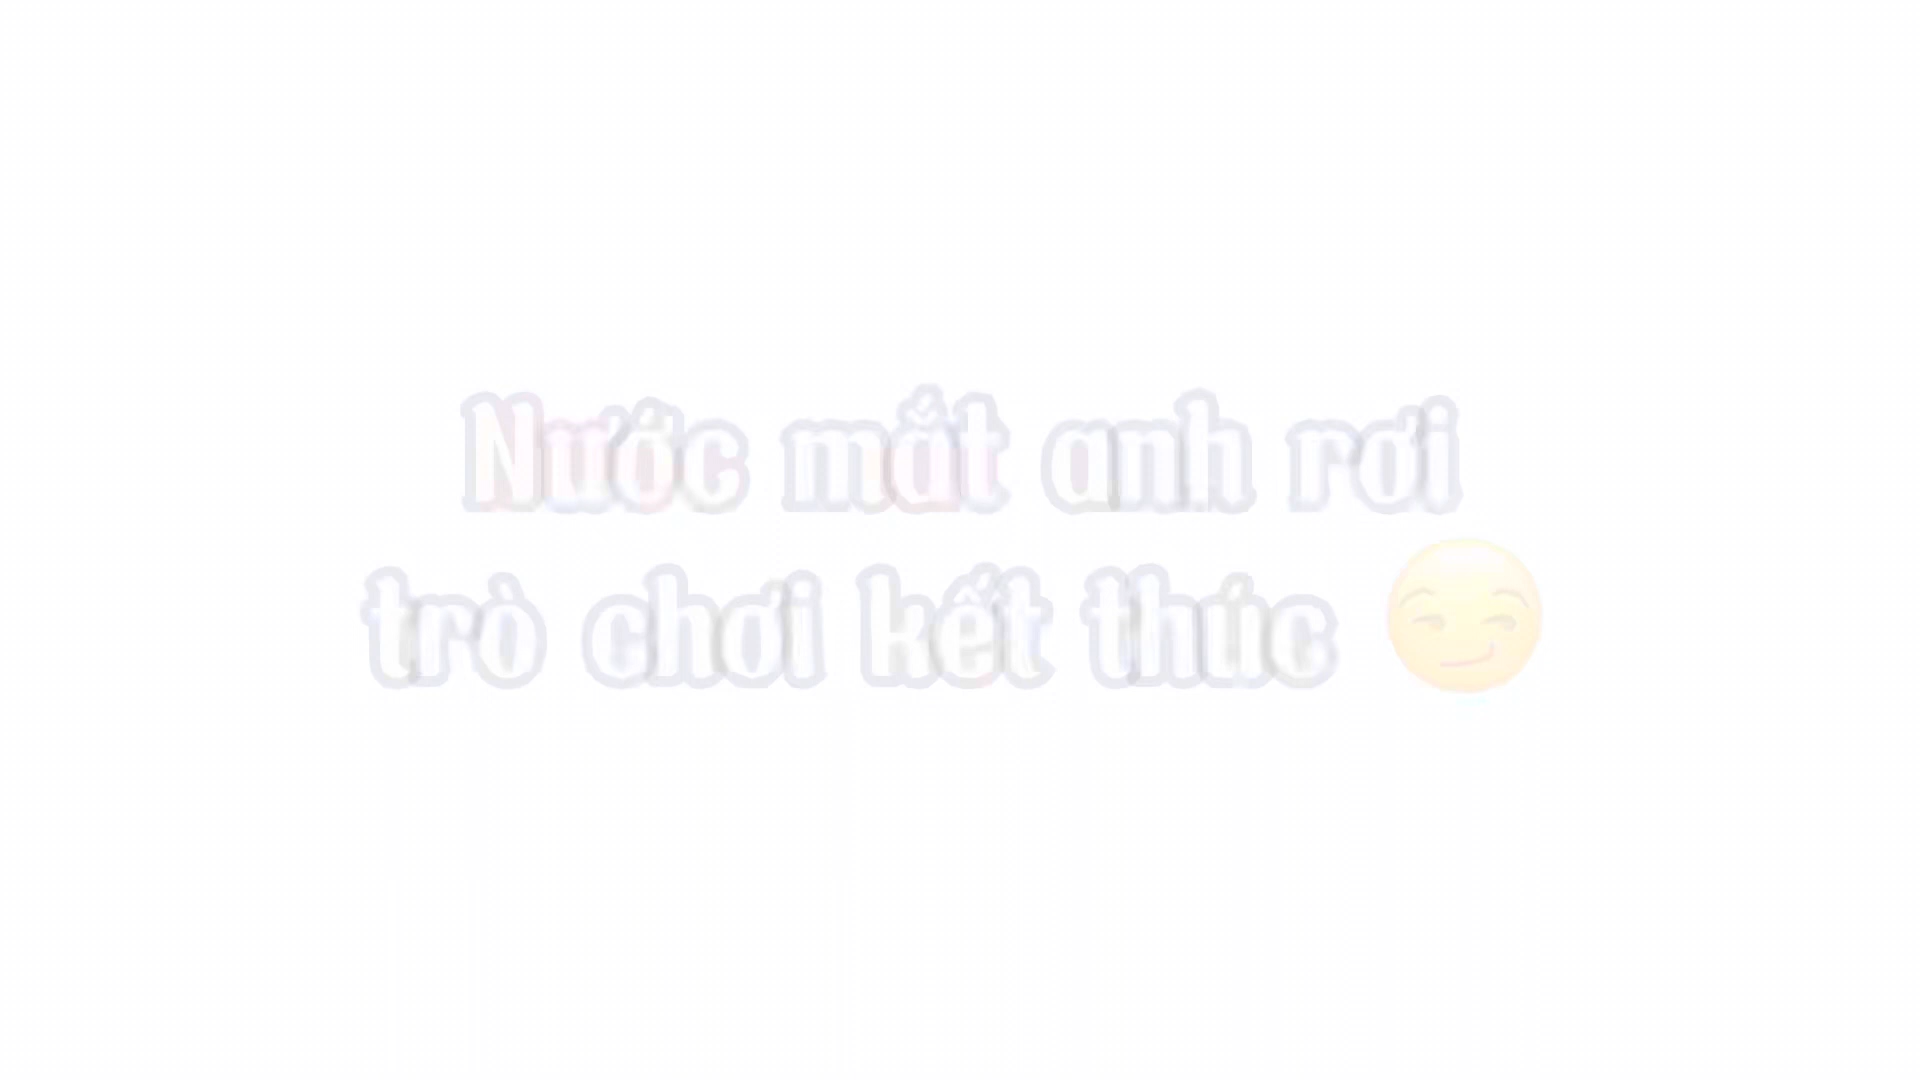 Nước mắt anh rơi
trò chơi kết thúc 😏